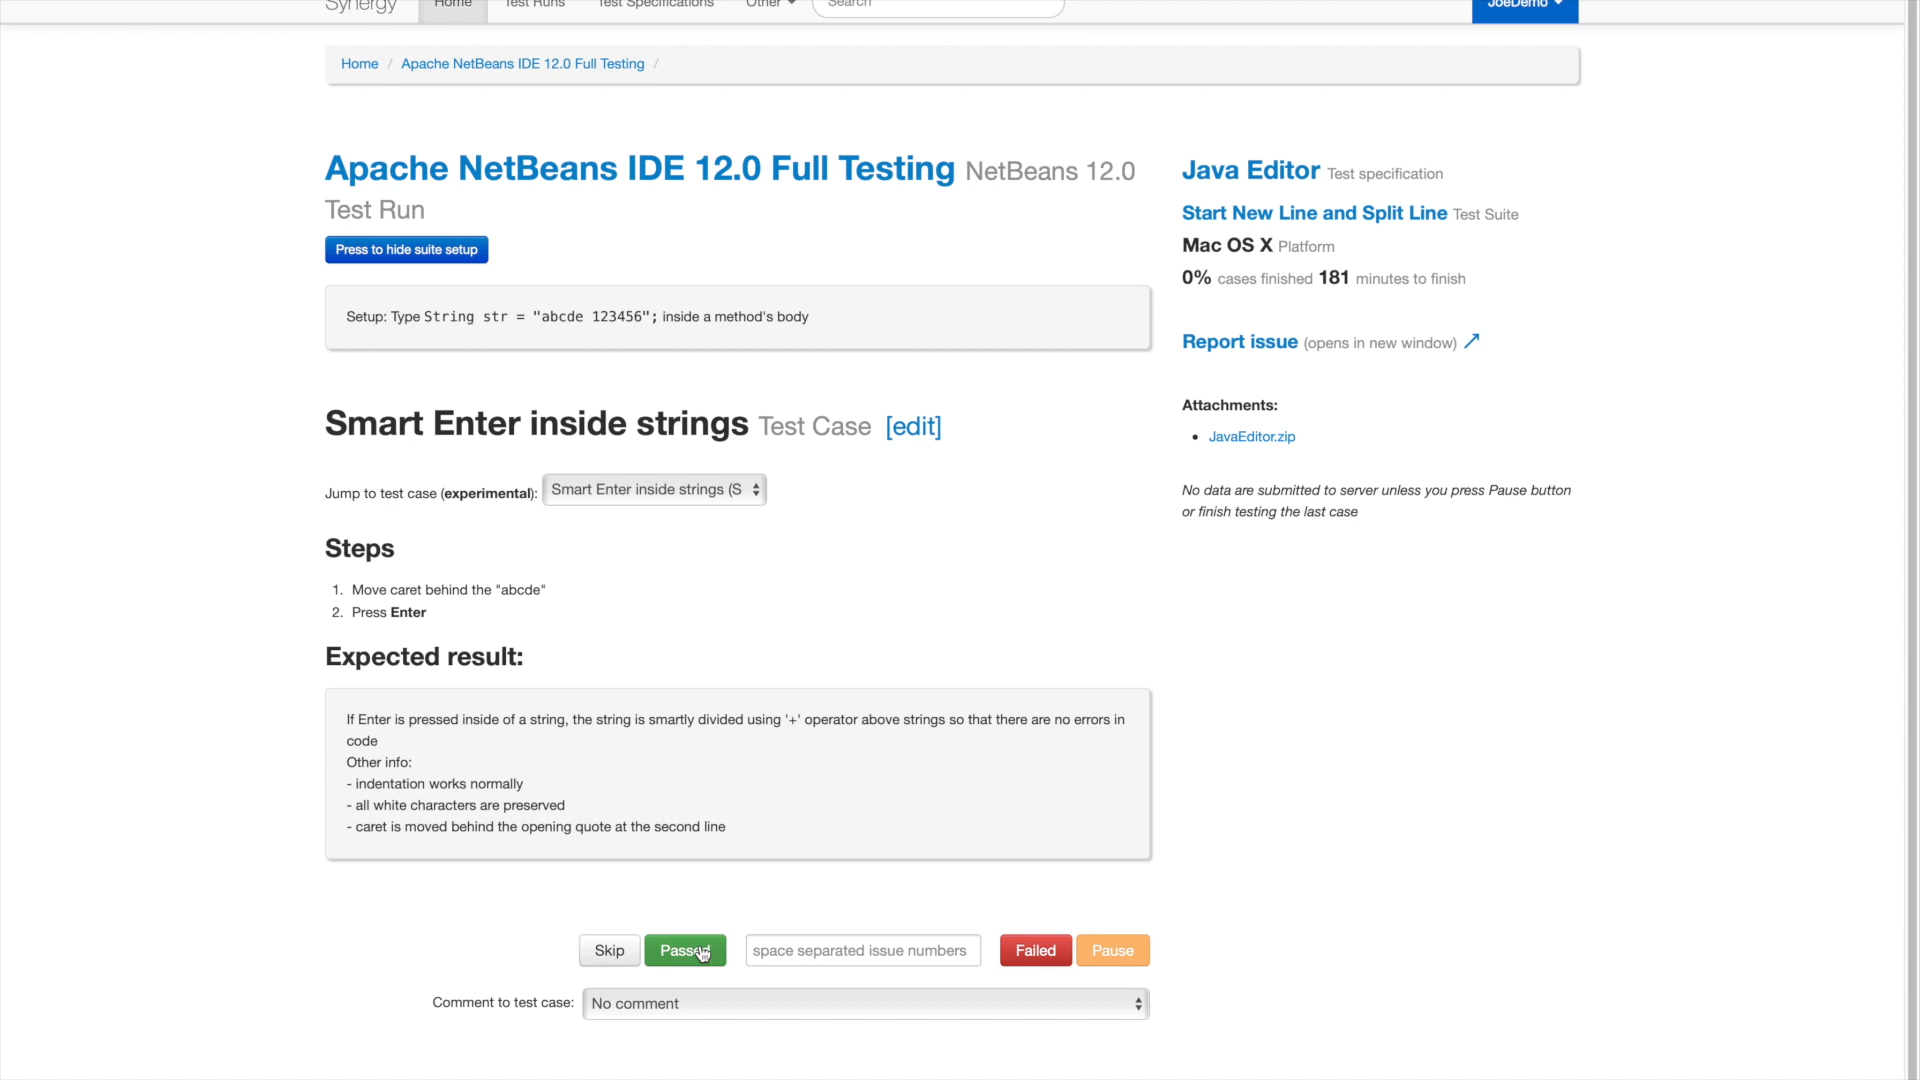 Synergy Home Test Runs Test Specifications Other Search JoeDemo
Home / Apache NetBeans IDE 12.0 Full Testing /
Apache NetBeans IDE 12.0 Full Testing NetBeans 12.0
Test Run
Press to hide suite setup
Setup: Type String str = "abcde 123456"; inside a method's body
Smart Enter inside strings Test Case [edit]
Jump to test case (experimental): Smart Enter inside strings (S
Steps
1. Move caret behind the "abcde"
2. Press Enter
Expected result:
If Enter is pressed inside of a string, the string is smartly divided using '+' operator above strings so that there are no errors in
code
Other info:
- indentation works normally
- all white characters are preserved
- caret is moved behind the opening quote at the second line
Skip Passed space separated issue numbers Failed Pause
Comment to test case: No comment
Java Editor Test specification
Start New Line and Split Line Test Suite
Mac OS X Platform
0% cases finished 181 minutes to finish
Report issue (opens in new window)
Attachments:
• JavaEditor.zip
No data are submitted to server unless you press Pause button
or finish testing the last case